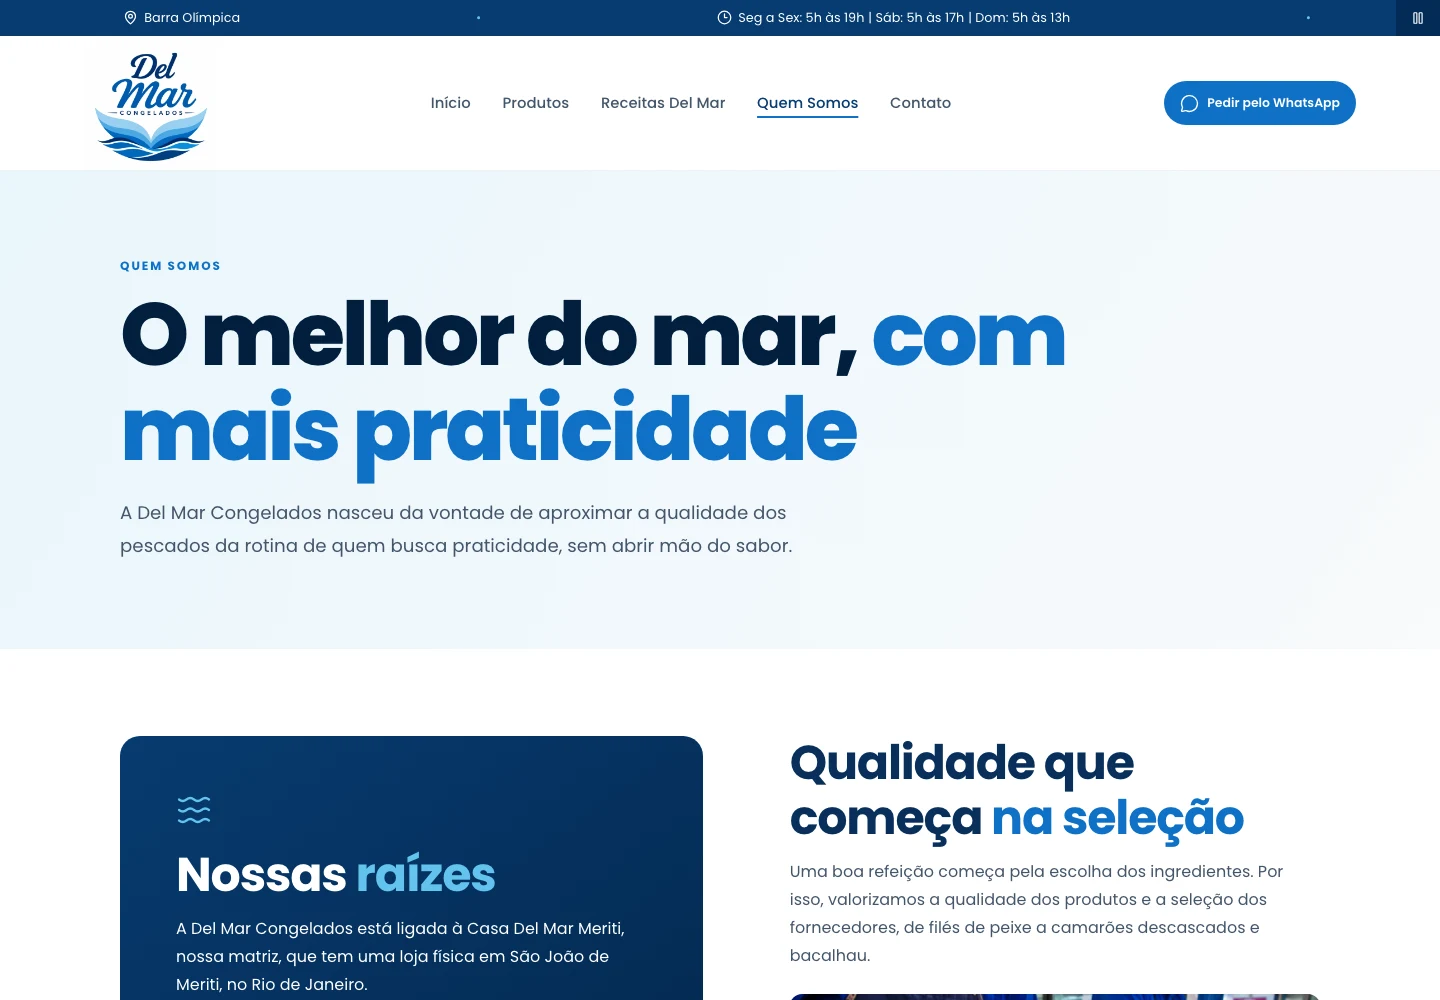 Barra Olímpica
Seg a Sex: 5h às 19h | Sáb: 5h às 17h | Dom: 5h às 13h
Del
Mar
CONGELADOS
Início
Produtos
Receitas Del Mar
Quem Somos
Contato
Pedir pelo WhatsApp
QUEM SOMOS
O melhor do mar, com
mais praticidade
A Del Mar Congelados nasceu da vontade de aproximar a qualidade dos
pescados da rotina de quem busca praticidade, sem abrir mão do sabor.
Nossas raízes
A Del Mar Congelados está ligada à Casa Del Mar Meriti,
nossa matriz, que tem uma loja física em São João de
Meriti, no Rio de Janeiro.
Qualidade que
começa na seleção
Uma boa refeição começa pela escolha dos ingredientes. Por
isso, valorizamos a qualidade dos produtos e a seleção dos
fornecedores, de filés de peixe a camarões descascados e
bacalhau.